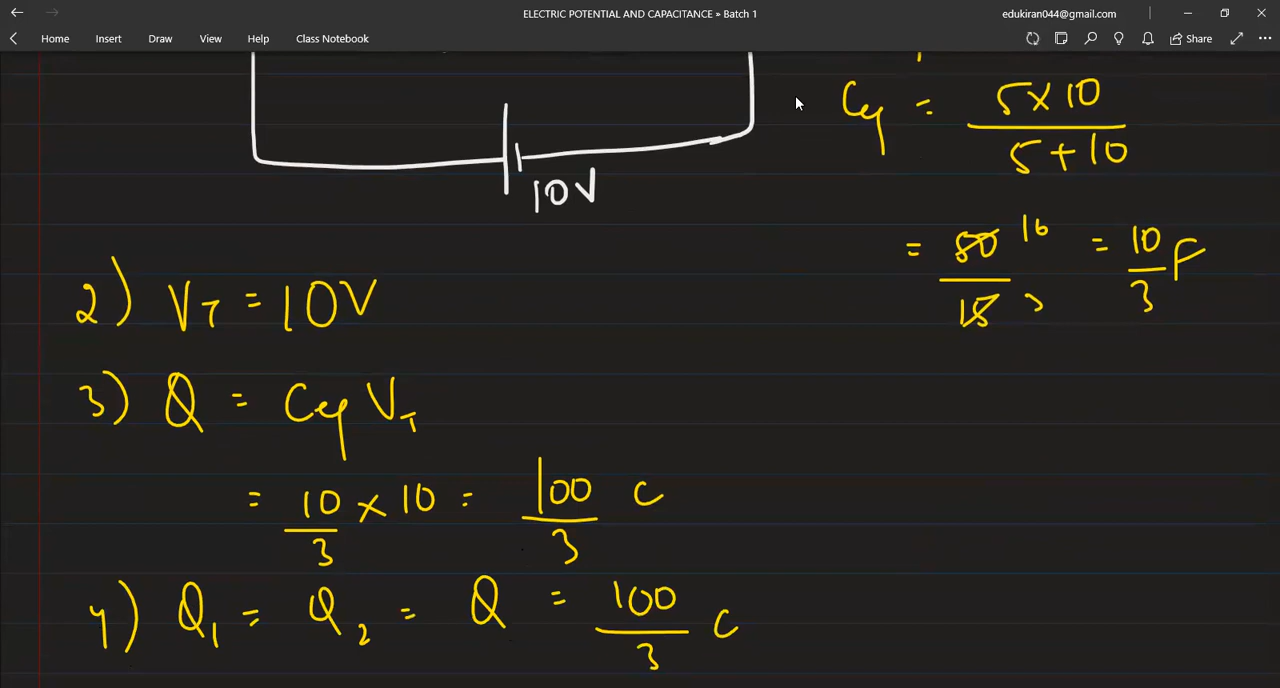 ELECTRIC POTENTIAL AND CAPACITANCE » Batch 1
edukiran044@gmail.com
Home Insert Draw View Help Class Notebook
Share
Ceq = 5 x 10 / 5 + 10
10V
= 50 / 15 10 / 3 = 10 / 3 F
2) VT = 10V
3) Q = Ceq VT
= 10 / 3 x 10 = 100 / 3 C
4) Q1 = Q2 = Q = 100 / 3 C